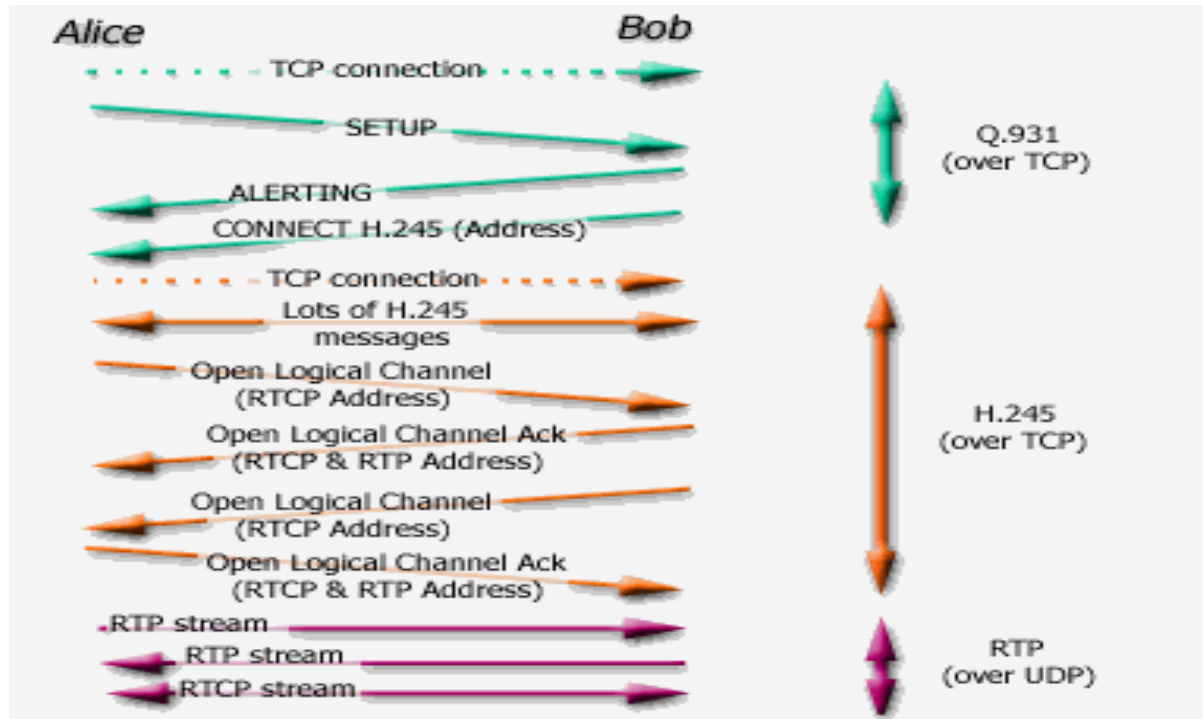 Alice
Bob
TCP connection
SETUP
ALERTING
CONNECT H.245 (Address)
Q.931
(over TCP)
TCP connection
Lots of H.245
messages
Open Logical Channel
(RTCP Address)
Open Logical Channel Ack
(RTCP & RTP Address)
Open Logical Channel
(RTCP Address)
Open Logical Channel Ack
(RTCP & RTP Address)
H.245
(over TCP)
RTP stream
RTP stream
RTCP stream
RTP
(over UDP)